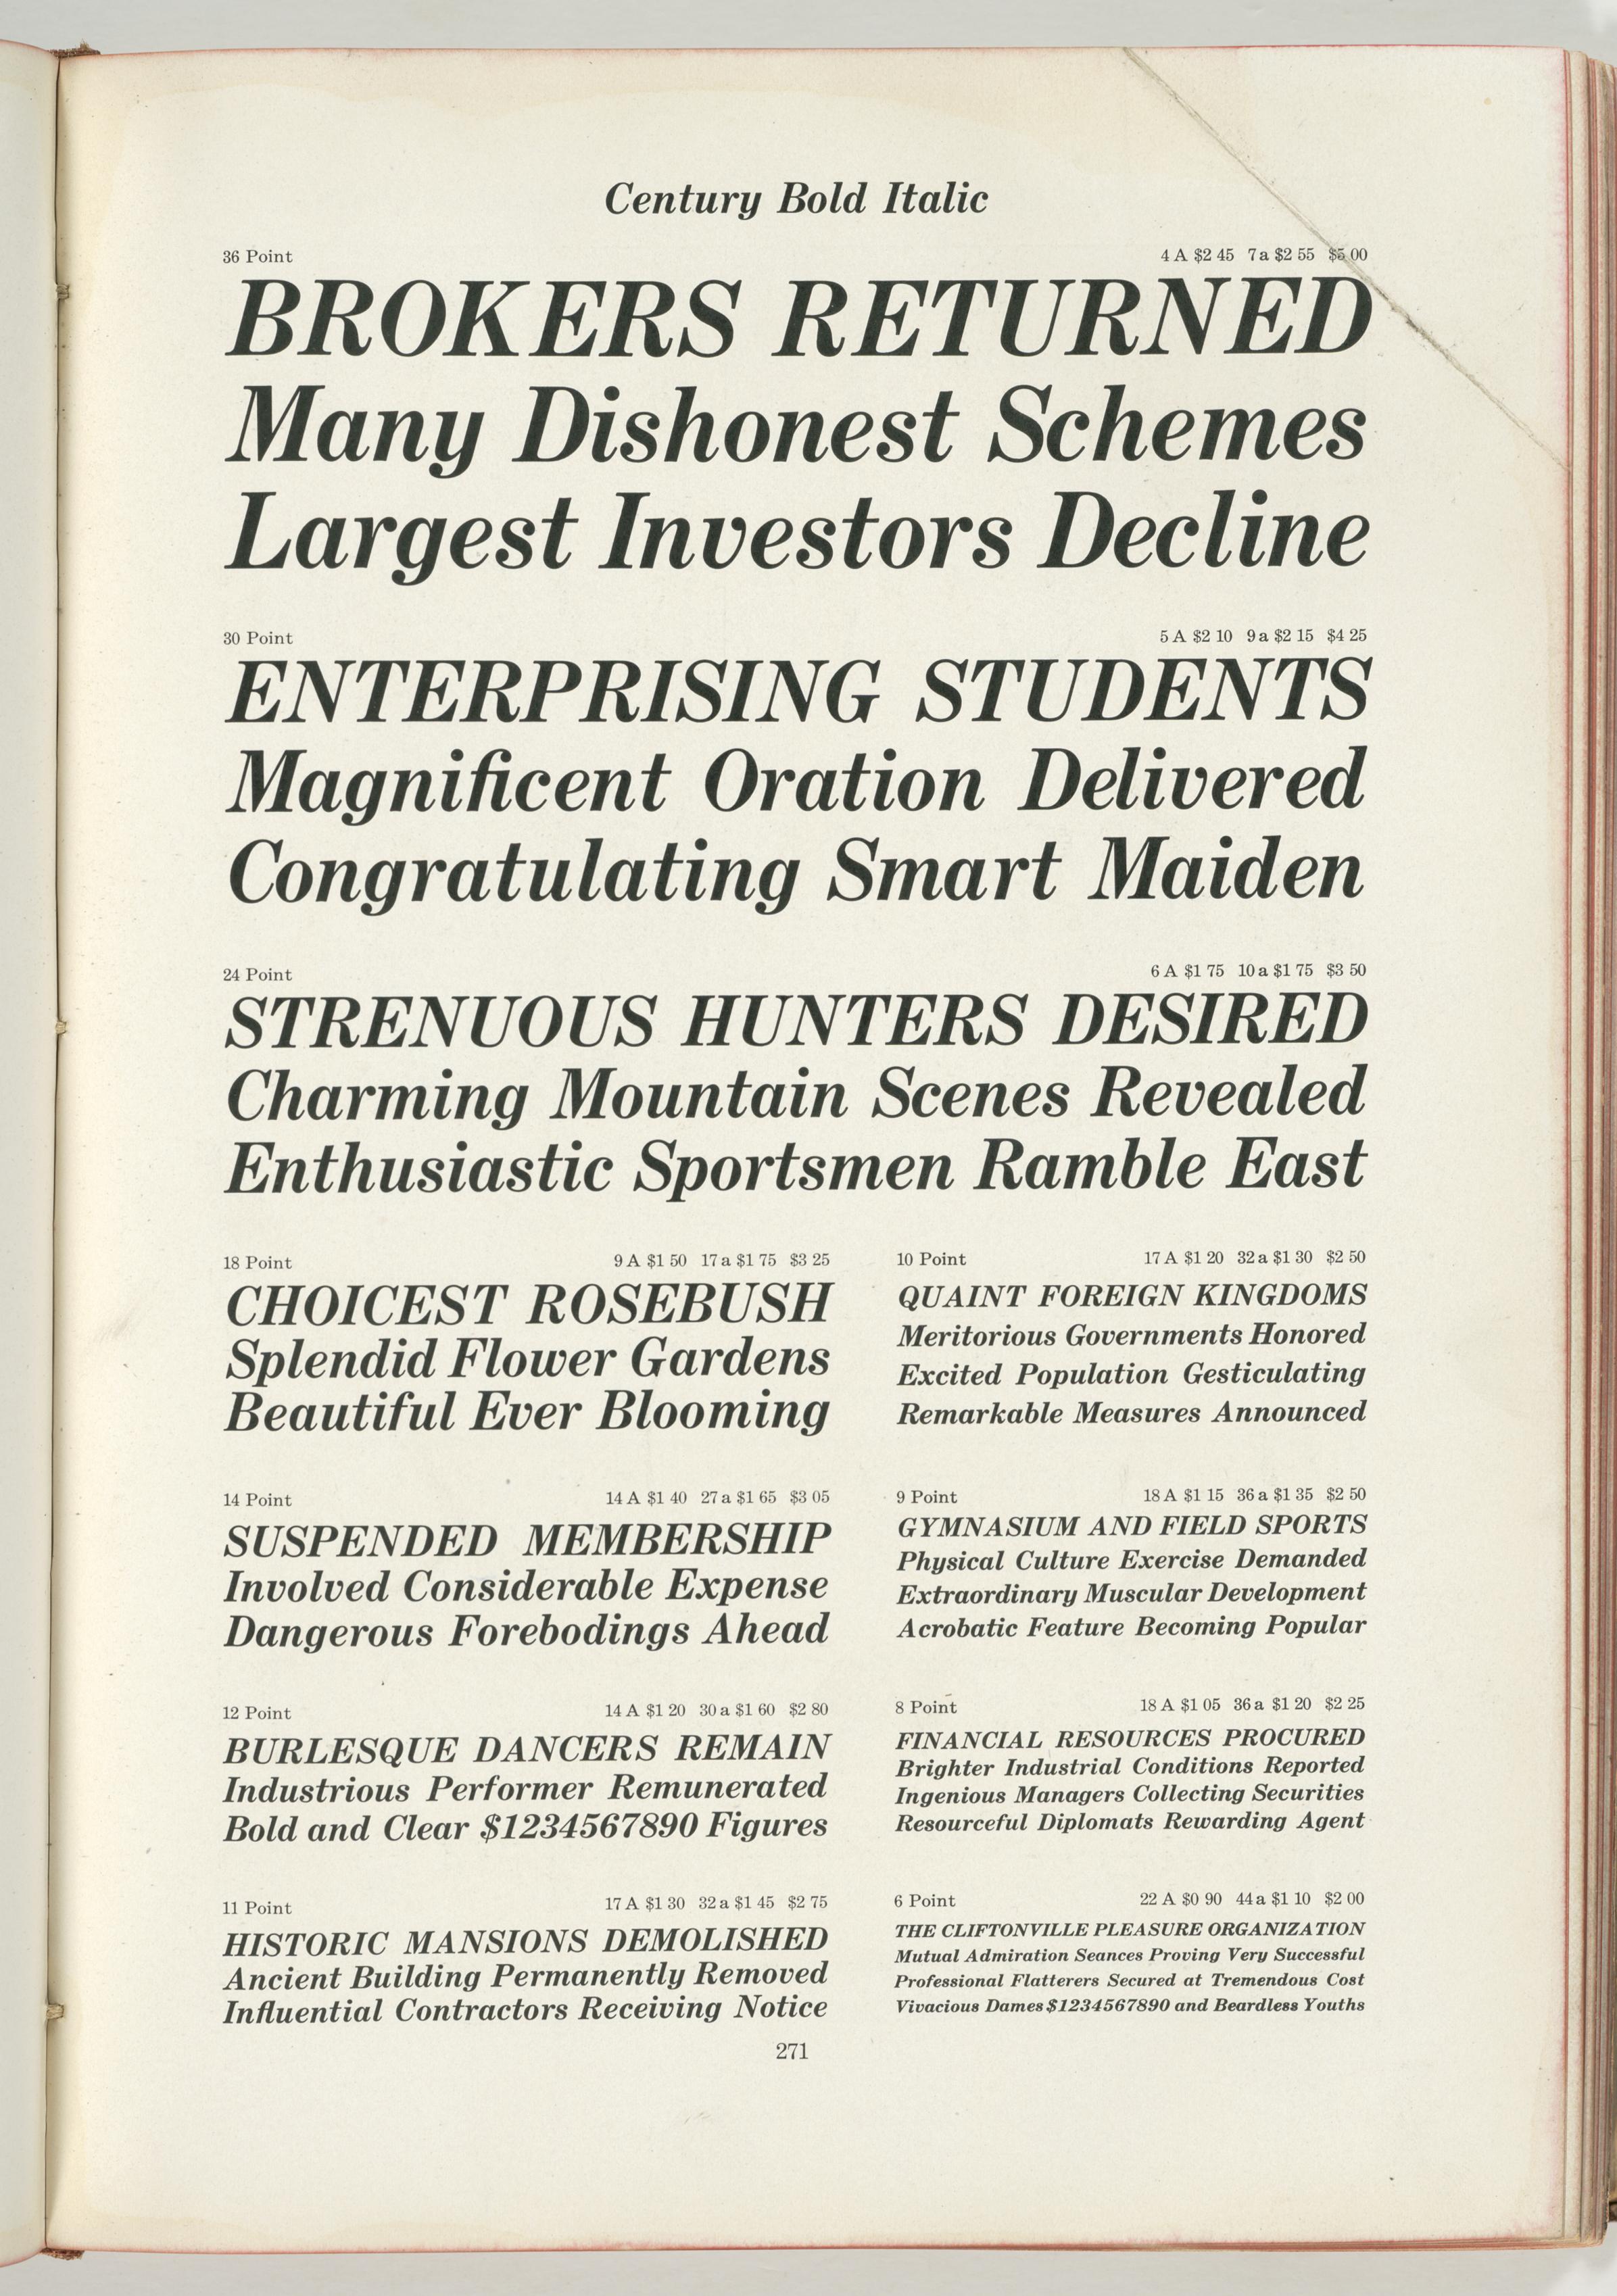 Century Bold Italic
36 Point 4 A $2 45 7 a $2 55 $5 00
BROKERS RETURNED
Many Dishonest Schemes
Largest Investors Decline
30 Point 5 A $2 10 9 a $2 15 $4 25
ENTERPRISING STUDENTS
Magnificent Oration Delivered
Congratulating Smart Maiden
24 Point 6 A $1 75 10 a $1 75 $3 50
STRENUOUS HUNTERS DESIRED
Charming Mountain Scenes Revealed
Enthusiastic Sportsmen Ramble East
18 Point 9 A $1 50 17 a $1 75 $3 25
CHOICEST ROSEBUSH
Splendid Flower Gardens
Beautiful Ever Blooming
14 Point 14 A $1 40 27 a $1 65 $3 05
SUSPENDED MEMBERSHIP
Involved Considerable Expense
Dangerous Forebodings Ahead
12 Point 14 A $1 20 30 a $1 60 $2 80
BURLESQUE DANCERS REMAIN
Industrious Performer Remunerated
Bold and Clear $1234567890 Figures
11 Point 17 A $1 30 32 a $1 45 $2 75
HISTORIC MANSIONS DEMOLISHED
Ancient Building Permanently Removed
Influential Contractors Receiving Notice
10 Point 17 A $1 20 32 a $1 30 $2 50
QUAINT FOREIGN KINGDOMS
Meritorious Governments Honored
Excited Population Gesticulating
Remarkable Measures Announced
9 Point 18 A $1 15 36 a $1 35 $2 50
GYMNASIUM AND FIELD SPORTS
Physical Culture Exercise Demanded
Extraordinary Muscular Development
Acrobatic Feature Becoming Popular
8 Point 18 A $1 05 36 a $1 20 $2 25
FINANCIAL RESOURCES PROCURED
Brighter Industrial Conditions Reported
Ingenious Managers Collecting Securities
Resourceful Diplomats Rewarding Agent
6 Point 22 A $0 90 44 a $1 10 $2 00
THE CLIFTONVILLE PLEASURE ORGANIZATION
Mutual Admiration Seances Proving Very Successful
Professional Flatterers Secured at Tremendous Cost
Vivacious Dames $1234567890 and Beardless Youths
271